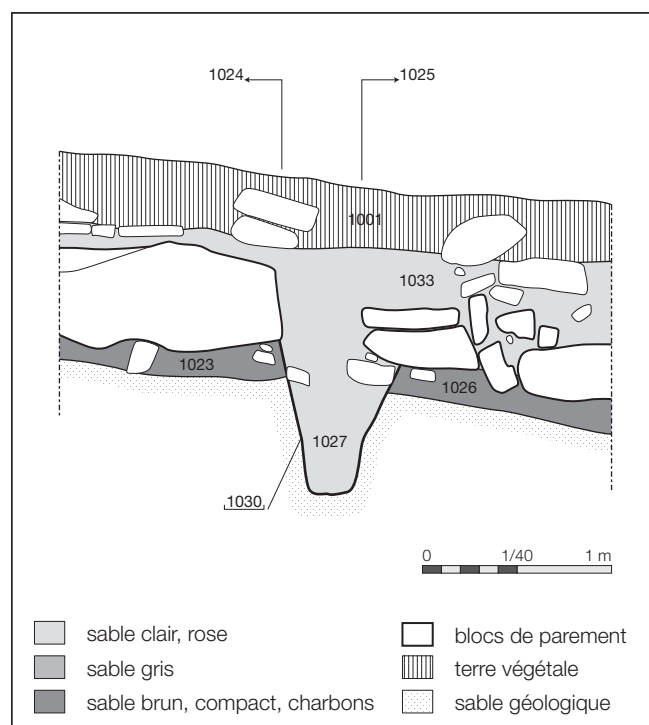 1024 1025
1001
1033
1023
1026
1027
1030
0 1/40 1 m
sable clair, rose
sable gris
sable brun, compact, charbons
blocs de parement
terre végétale
sable géologique